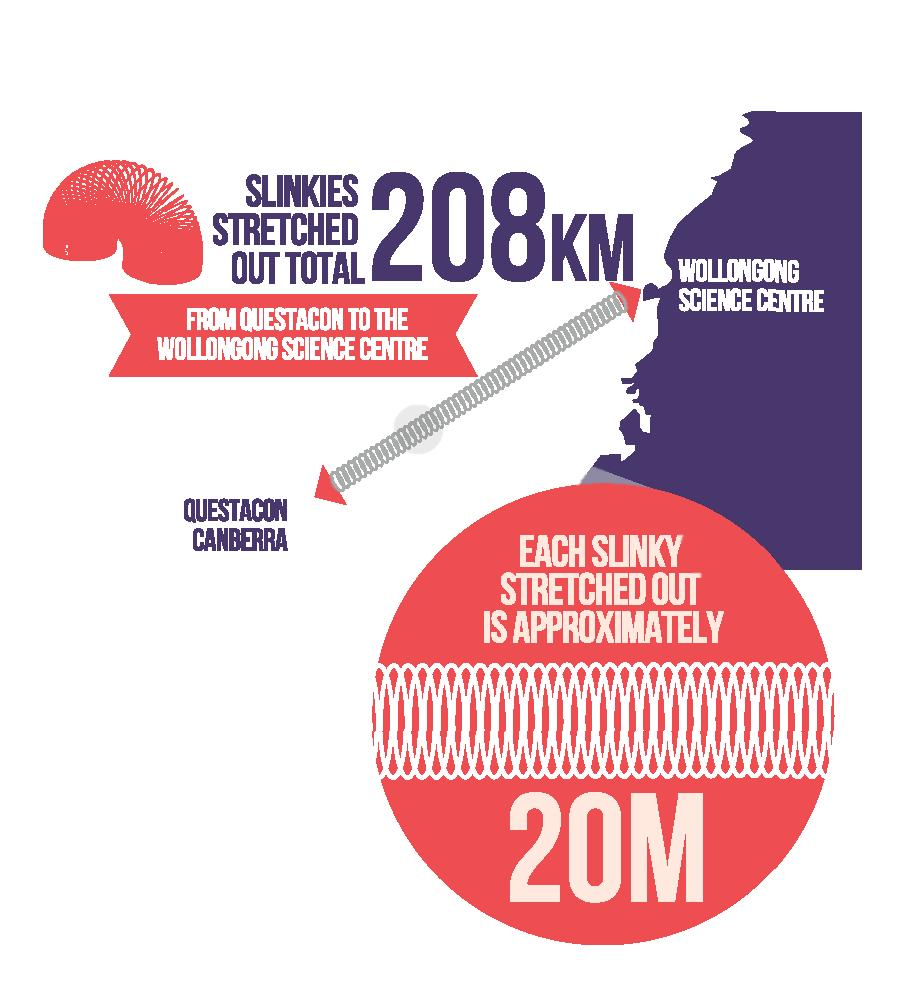 SLINKIES
STRETCHED
OUT TOTAL
208KM
FROM QUESTACON TO THE
WOLLONGONG SCIENCE CENTRE
WOLLONGONG
SCIENCE CENTRE
QUESTACON
CANBERRA
EACH SLINKY
STRETCHED OUT
IS APPROXIMATELY
20M